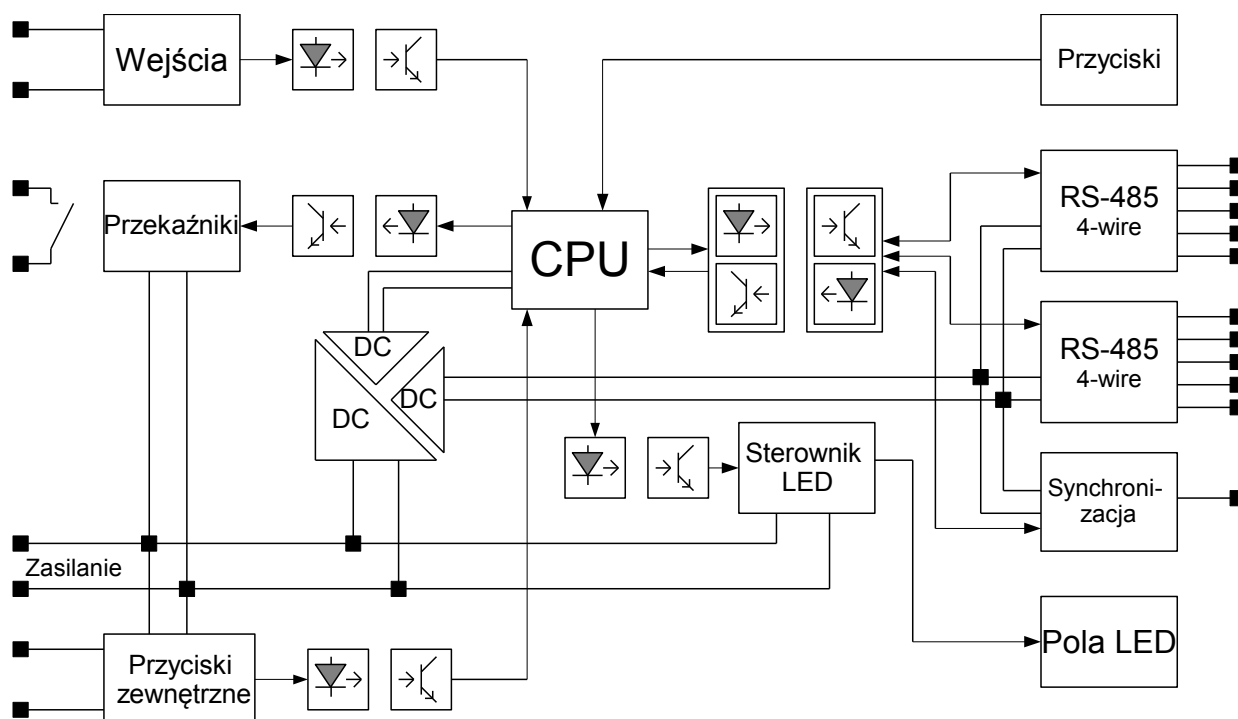 Wejścia
Przyciski
Przekaźniki
CPU
RS-485
4-wire
DC
DC
DC
RS-485
4-wire
Sterownik
LED
Synchroni-
zacja
Zasilanie
Pola LED
Przyciski
zewnętrzne